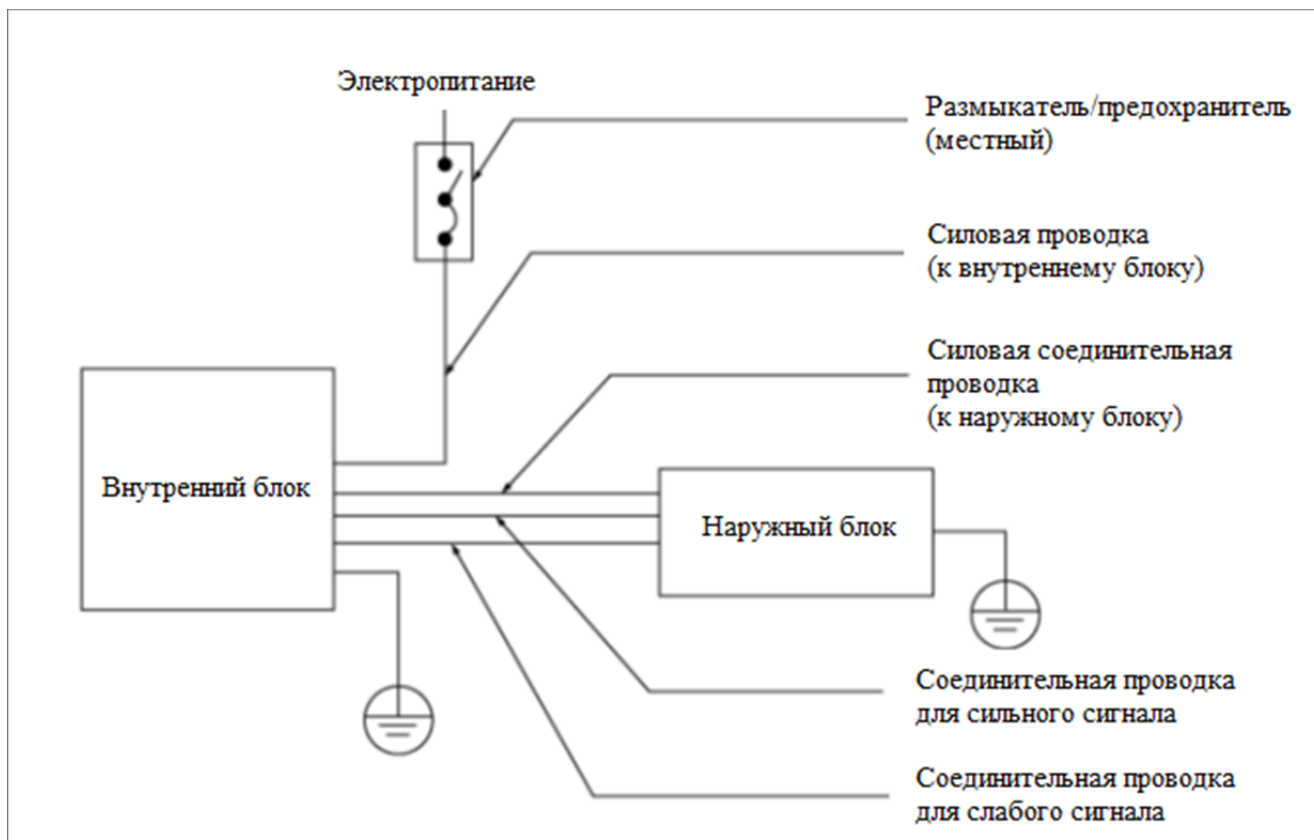 Электропитание
Размыкатель/предохранитель
(местный)
Силовая проводка
(к внутреннему блоку)
Силовая соединительная
проводка
(к наружному блоку)
Внутренний блок
Наружный блок
Соединительная проводка
для сильного сигнала
Соединительная проводка
для слабого сигнала